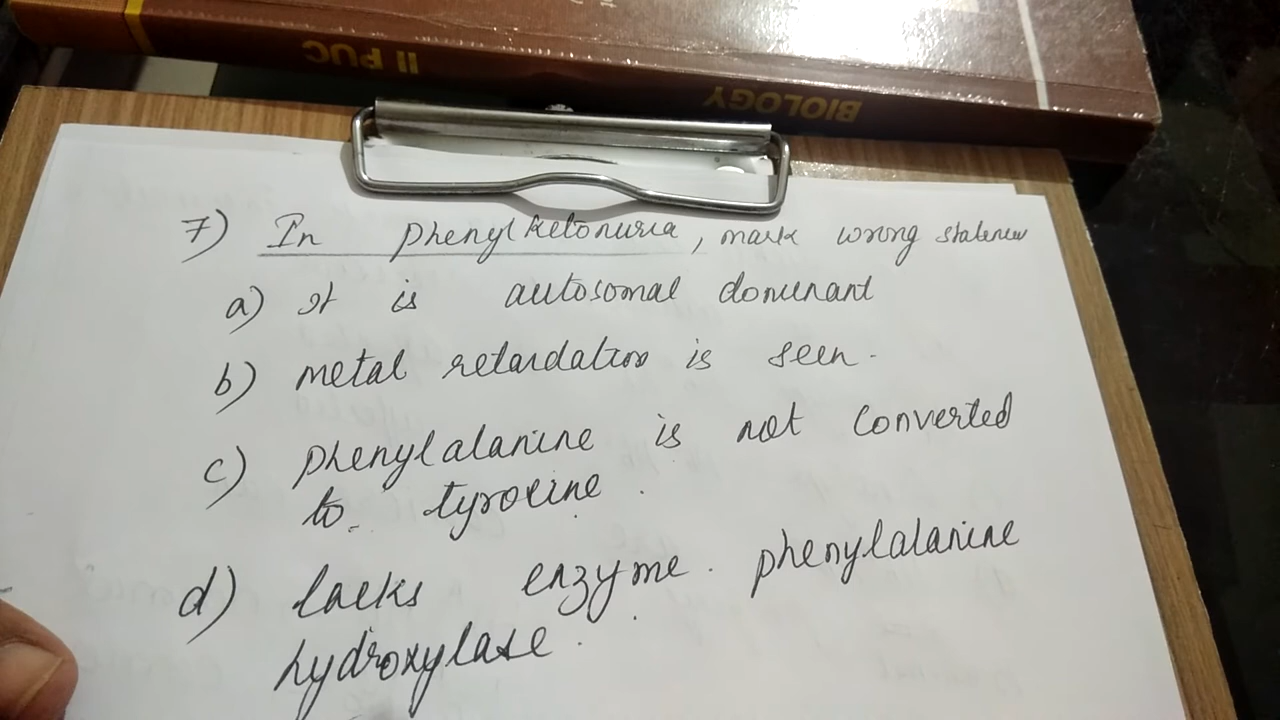 II PUC
BIOLOGY
7) In phenylketonuria, mark wrong statemen
a) It is autosomal dominant
b) metal retardation is seen.
c) phenylalanine is not converted
to. tyrosine.
d) lacks enzyme. phenylalanine
hydroxylase.